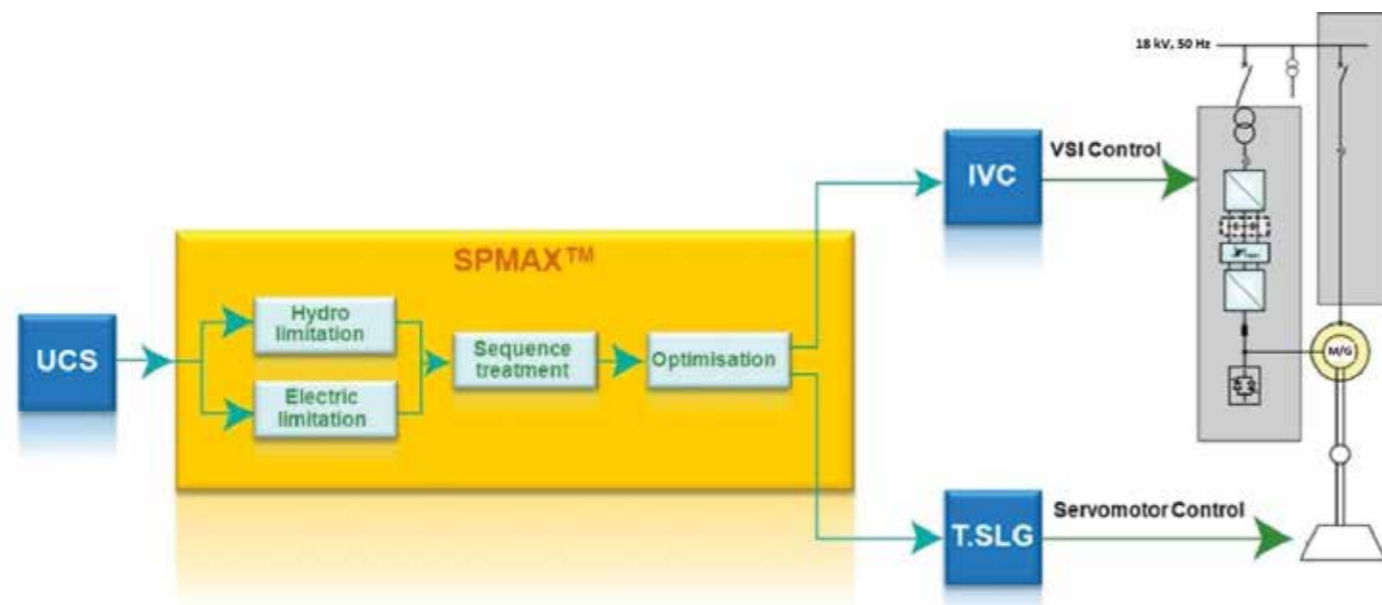 18 kV, 50 Hz
IVC
VSI Control
SPMAX™
UCS
Hydro
limitation
Electric
limitation
Sequence
treatment
Optimisation
M/G
T.SLG
Servomotor Control